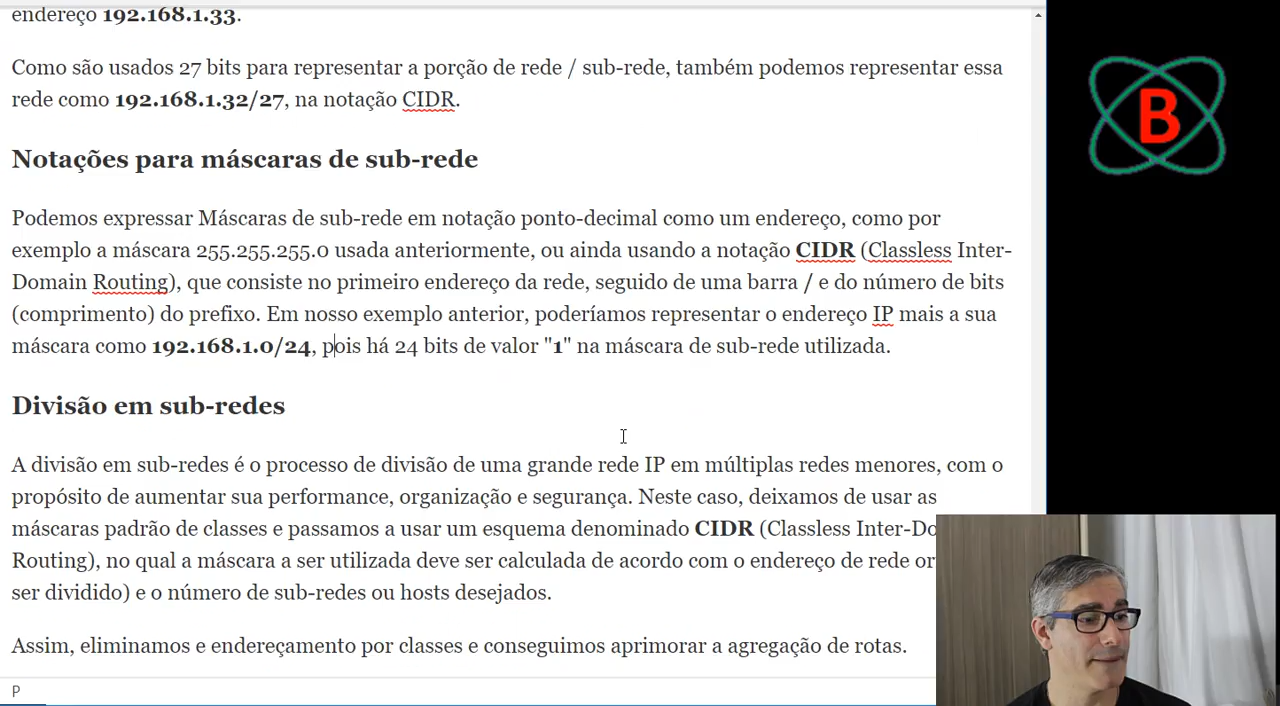 endereço 192.168.1.33.
Como são usados 27 bits para representar a porção de rede / sub-rede, também podemos representar essa
rede como 192.168.1.32/27, na notação CIDR.
Notações para máscaras de sub-rede
Podemos expressar Máscaras de sub-rede em notação ponto-decimal como um endereço, como por
exemplo a máscara 255.255.255.0 usada anteriormente, ou ainda usando a notação CIDR (Classless Inter-
Domain Routing), que consiste no primeiro endereço da rede, seguido de uma barra / e do número de bits
(comprimento) do prefixo. Em nosso exemplo anterior, poderíamos representar o endereço IP mais a sua
máscara como 192.168.1.0/24, pois há 24 bits de valor "1" na máscara de sub-rede utilizada.
Divisão em sub-redes
A divisão em sub-redes é o processo de divisão de uma grande rede IP em múltiplas redes menores, com o
propósito de aumentar sua performance, organização e segurança. Neste caso, deixamos de usar as
máscaras padrão de classes e passamos a usar um esquema denominado CIDR (Classless Inter-Do
Routing), no qual a máscara a ser utilizada deve ser calculada de acordo com o endereço de rede or
ser dividido) e o número de sub-redes ou hosts desejados.
Assim, eliminamos e endereçamento por classes e conseguimos aprimorar a agregação de rotas.
P
B